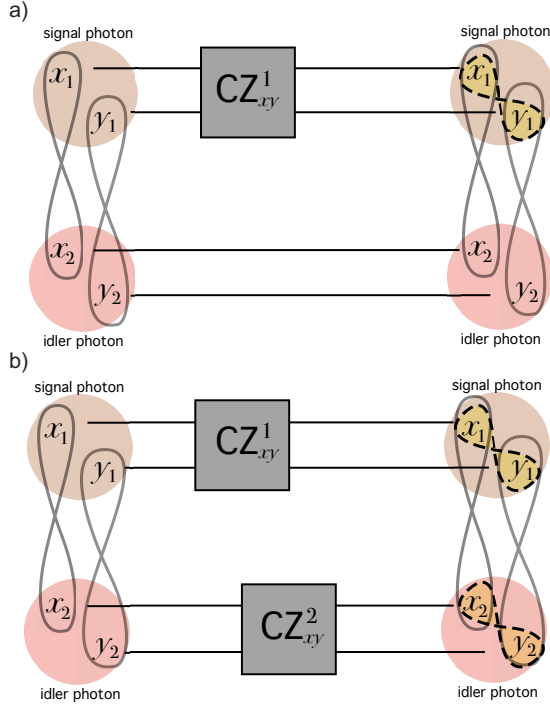 a)
signal photon signal photon
x₁ CZ¹xy x₁
y₁ y₁
x₂ x₂
y₂ y₂
idler photon idler photon
b)
signal photon signal photon
x₁ CZ¹xy x₁
y₁ y₁
x₂ CZ²xy x₂
y₂ y₂
idler photon idler photon